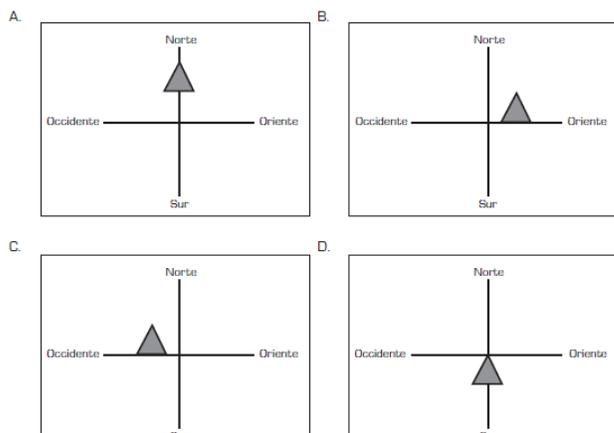 A.
B.
Norte
Norte
Occidente
Oriente
Occidente
Oriente
Sur
Sur
C.
D.
Norte
Norte
Occidente
Oriente
Occidente
Oriente